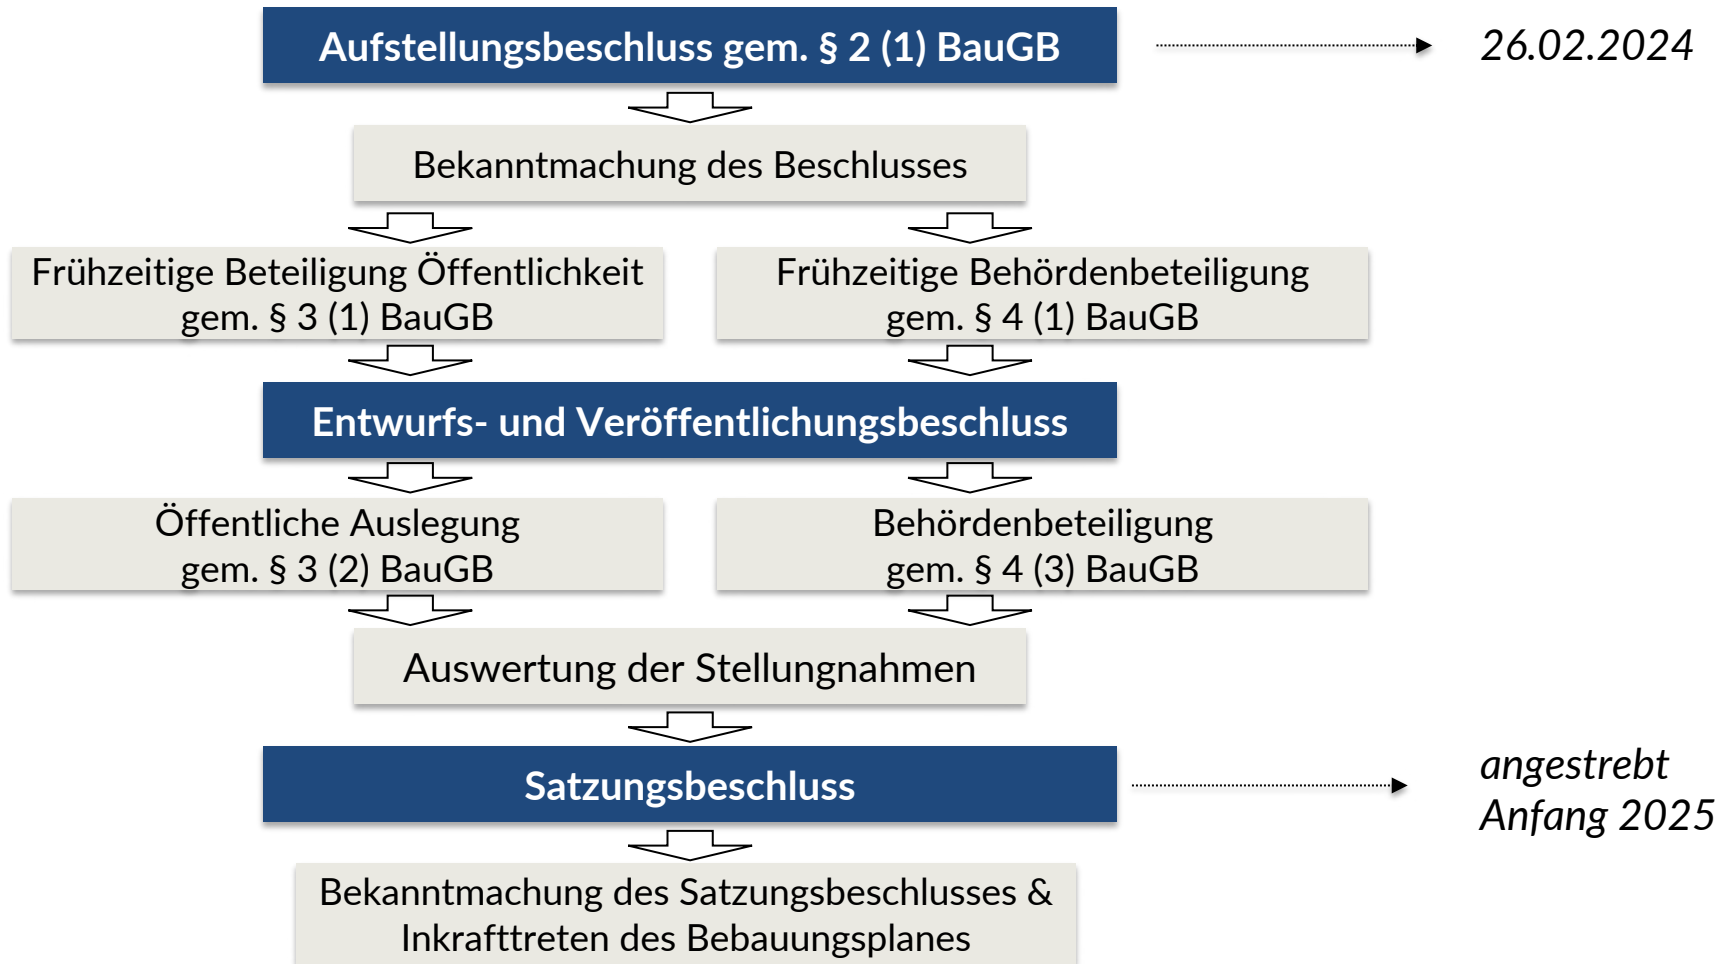 Aufstellungsbeschluss gem. § 2 (1) BauGB
26.02.2024
Bekanntmachung des Beschlusses
Frühzeitige Beteiligung Öffentlichkeit
gem. § 3 (1) BauGB
Frühzeitige Behördenbeteiligung
gem. § 4 (1) BauGB
Entwurfs- und Veröffentlichungsbeschluss
Öffentliche Auslegung
gem. § 3 (2) BauGB
Behördenbeteiligung
gem. § 4 (3) BauGB
Auswertung der Stellungnahmen
Satzungsbeschluss
angestrebt
Anfang 2025
Bekanntmachung des Satzungsbeschlusses &
Inkrafttreten des Bebauungsplanes